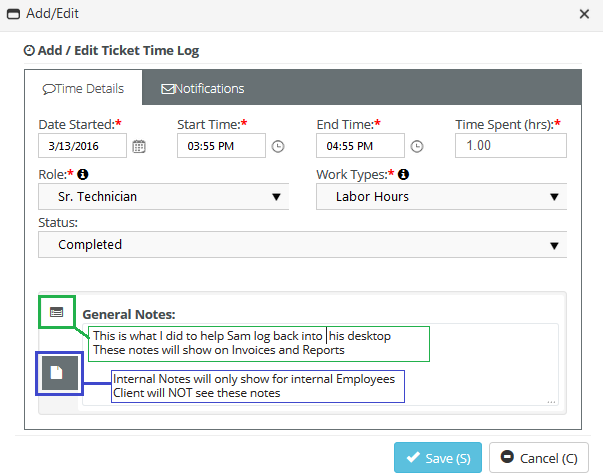 Add/Edit
Add / Edit Ticket Time Log
Time Details Notifications
Date Started:* Start Time:* End Time:* Time Spent (hrs):*
3/13/2016 03:55 PM 04:55 PM 1.00
Role:* Work Types:*
Sr. Technician Labor Hours
Status:
Completed
General Notes:
This is what I did to help Sam log back into his desktop
These notes will show on Invoices and Reports
Internal Notes will only show for internal Employees
Client will NOT see these notes
...
Save (S) Cancel (C)